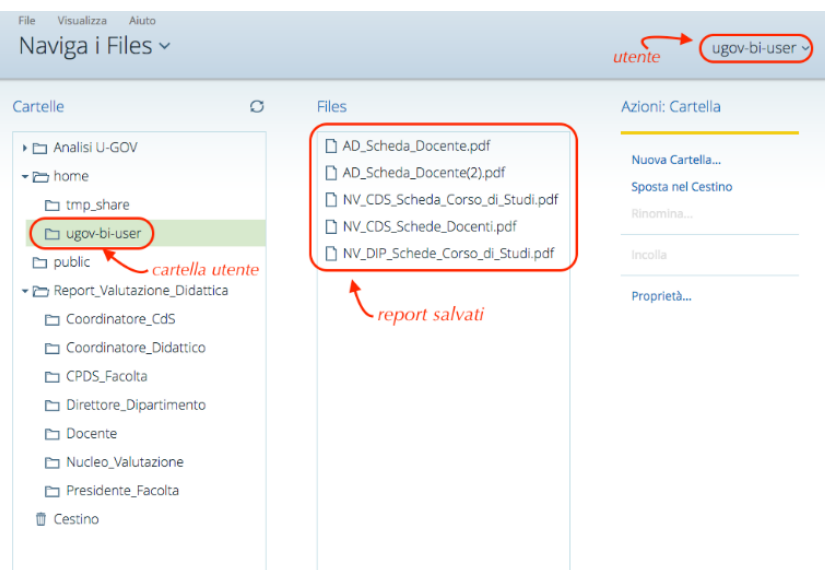 File Visualizza Aiuto
Naviga i Files
utente
ugov-bi-user
Cartelle
Analisi U-GOV
home
tmp_share
ugov-bi-user
cartella utente
public
Report_Valutazione_Didattica
Coordinatore_CdS
Coordinatore_Didattico
CPDS_Facolta
Direttore_Dipartimento
Docente
Nucleo_Valutazione
Presidente_Facolta
Cestino
Files
AD_Scheda_Docente.pdf
AD_Scheda_Docente(2).pdf
NV_CDS_Scheda_Corso_di_Studi.pdf
NV_CDS_Schede_Docenti.pdf
NV_DIP_Schede_Corso_di_Studi.pdf
report salvati
Azioni: Cartella
Nuova Cartella...
Sposta nel Cestino
Rinomina...
Incolla
Proprietà...